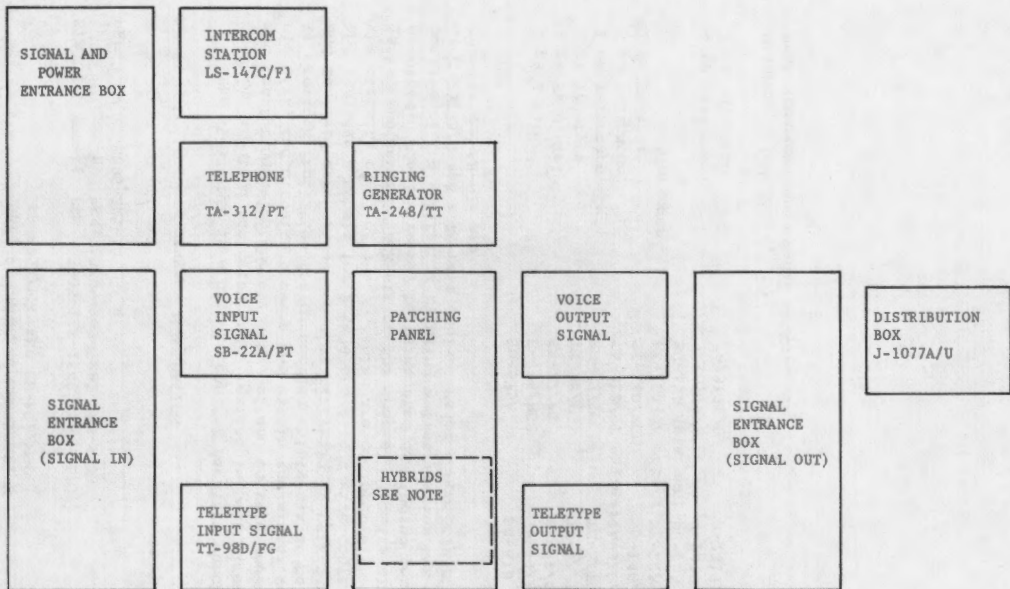 SIGNAL AND
POWER
ENTRANCE BOX
INTERCOM
STATION
LS-147C/F1
TELEPHONE
TA-312/PT
RINGING
GENERATOR
TA-248/TT
SIGNAL
ENTRANCE
BOX
(SIGNAL IN)
VOICE
INPUT
SIGNAL
SB-22A/PT
TELETYPE
INPUT SIGNAL
TT-98D/FG
PATCHING
PANEL
HYBRIDS
SEE NOTE
VOICE
OUTPUT
SIGNAL
TELETYPE
OUTPUT
SIGNAL
SIGNAL
ENTRANCE
BOX
(SIGNAL OUT)
DISTRIBUTION
BOX
J-1077A/U